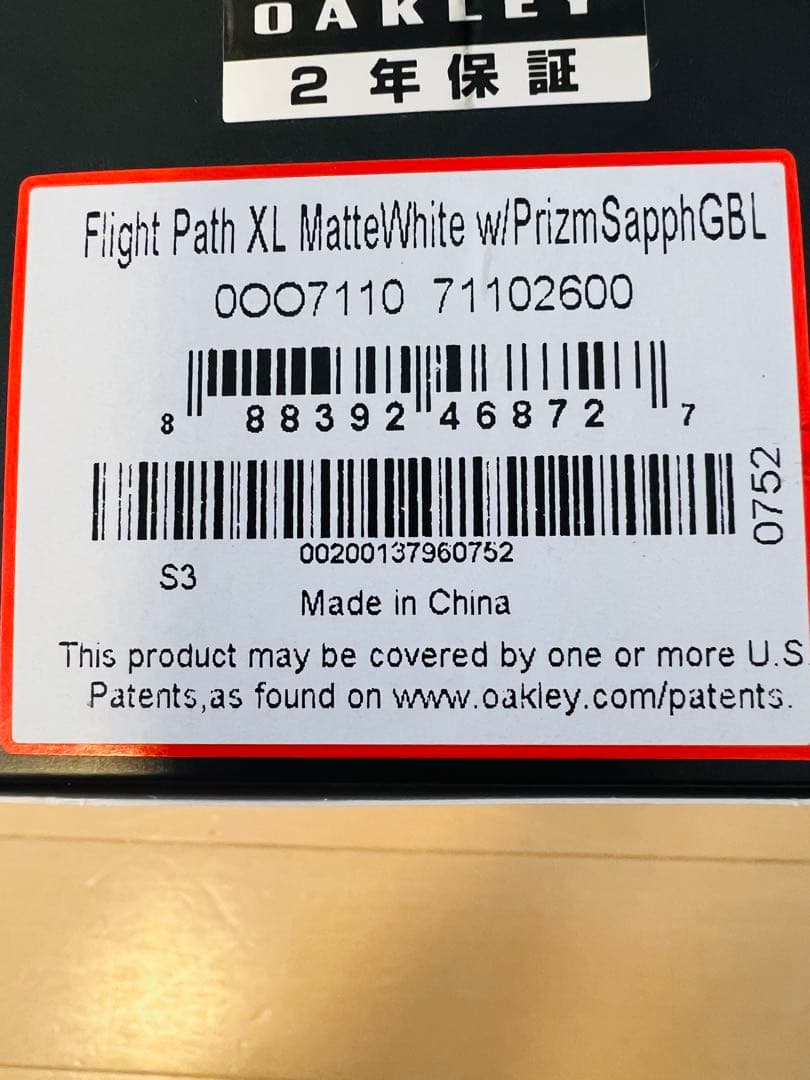 OAKLEY
2年保証
Flight Path XL MatteWhite w/PrizmSapphGBL
0OO7110 71102600
8 88392 46872 7
0752
00200137960752
S3
Made in China
This product may be covered by one or more U.S
Patents,as found on www.oakley.com/patents.